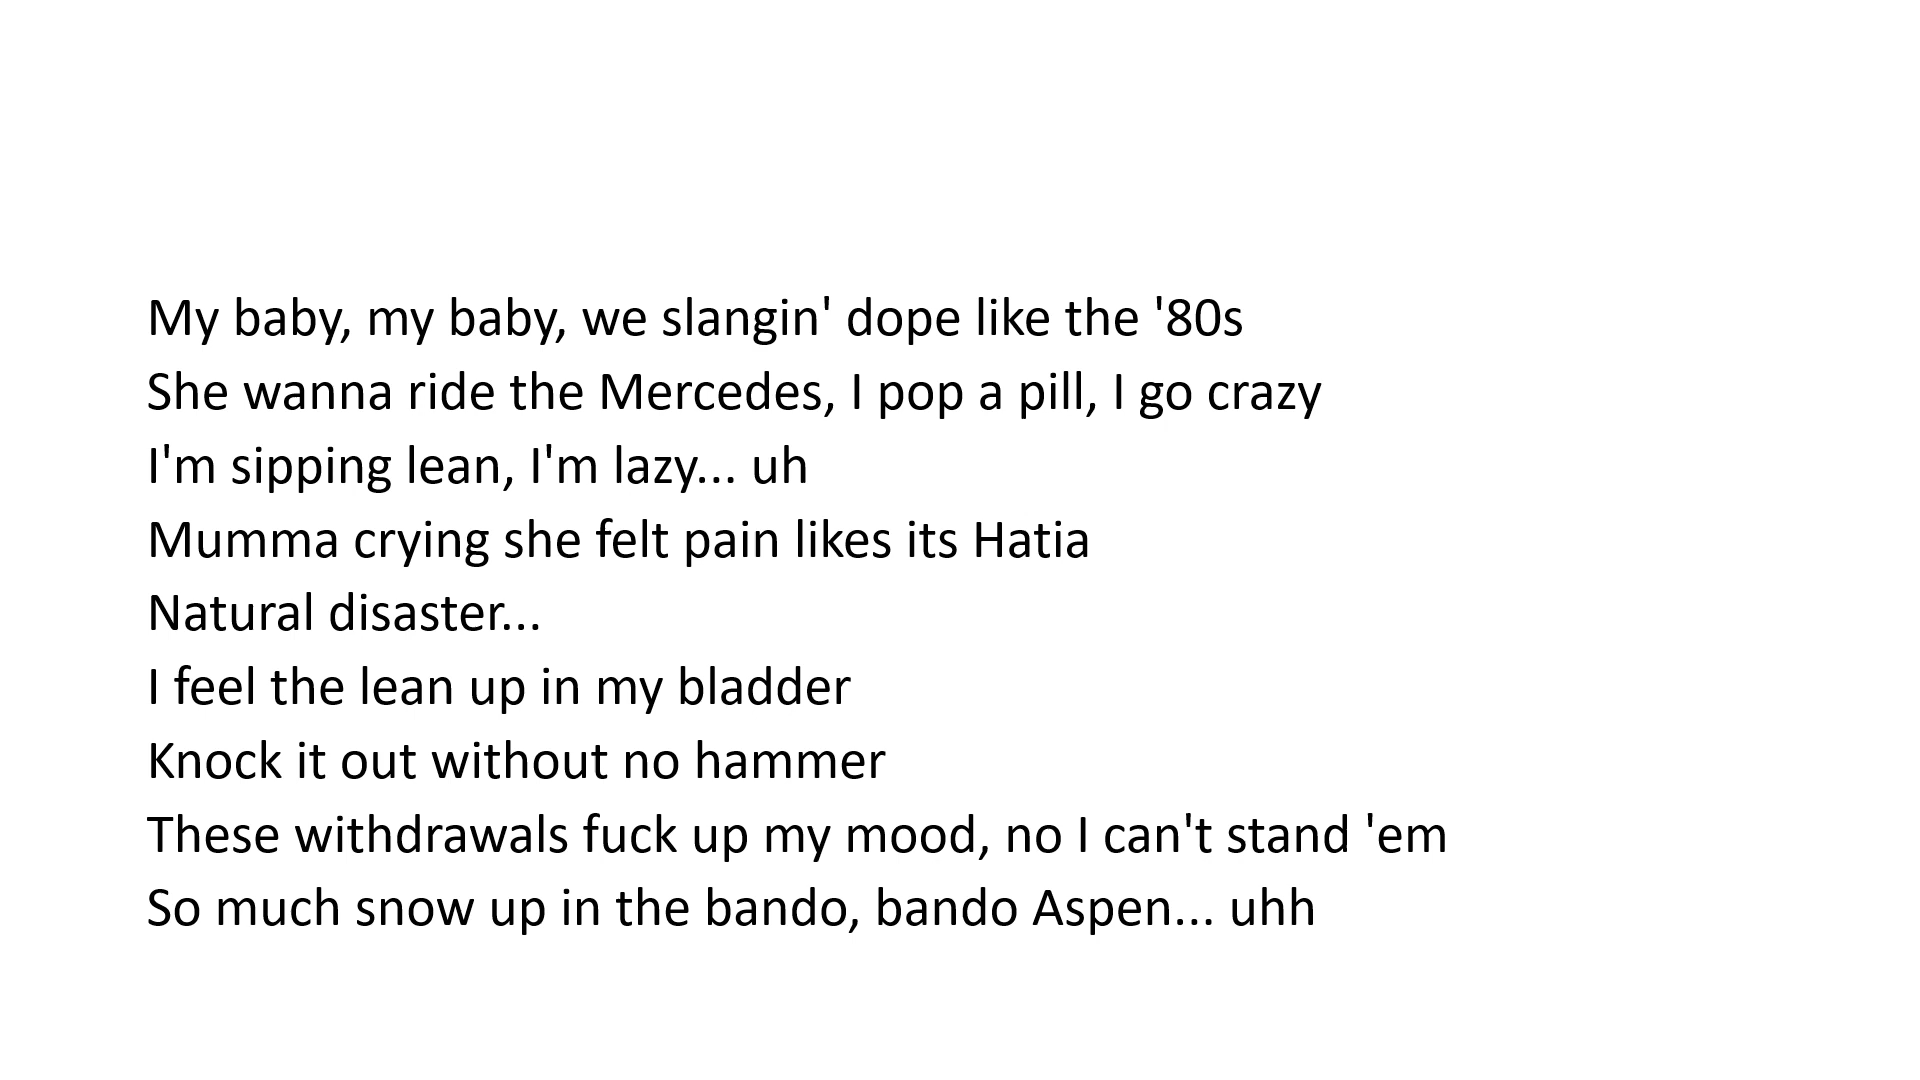 My baby, my baby, we slangin' dope like the '80s
She wanna ride the Mercedes, I pop a pill, I go crazy
I'm sipping lean, I'm lazy... uh
Mumma crying she felt pain likes its Hatia
Natural disaster...
I feel the lean up in my bladder
Knock it out without no hammer
These withdrawals fuck up my mood, no I can't stand 'em
So much snow up in the bando, bando Aspen... uhh